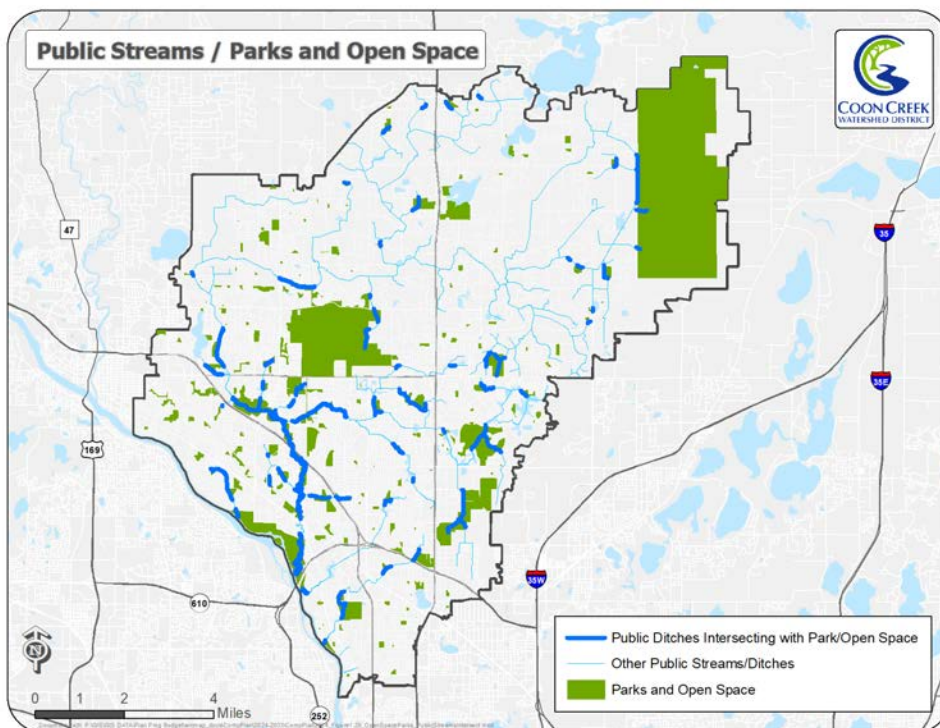 Public Streams / Parks and Open Space
COON CREEK
WATERSHED DISTRICT
47
35
35E
169
35W
610
252
Public Ditches Intersecting with Park/Open Space
Other Public Streams/Ditches
Parks and Open Space
N
0 1 2 4
Miles